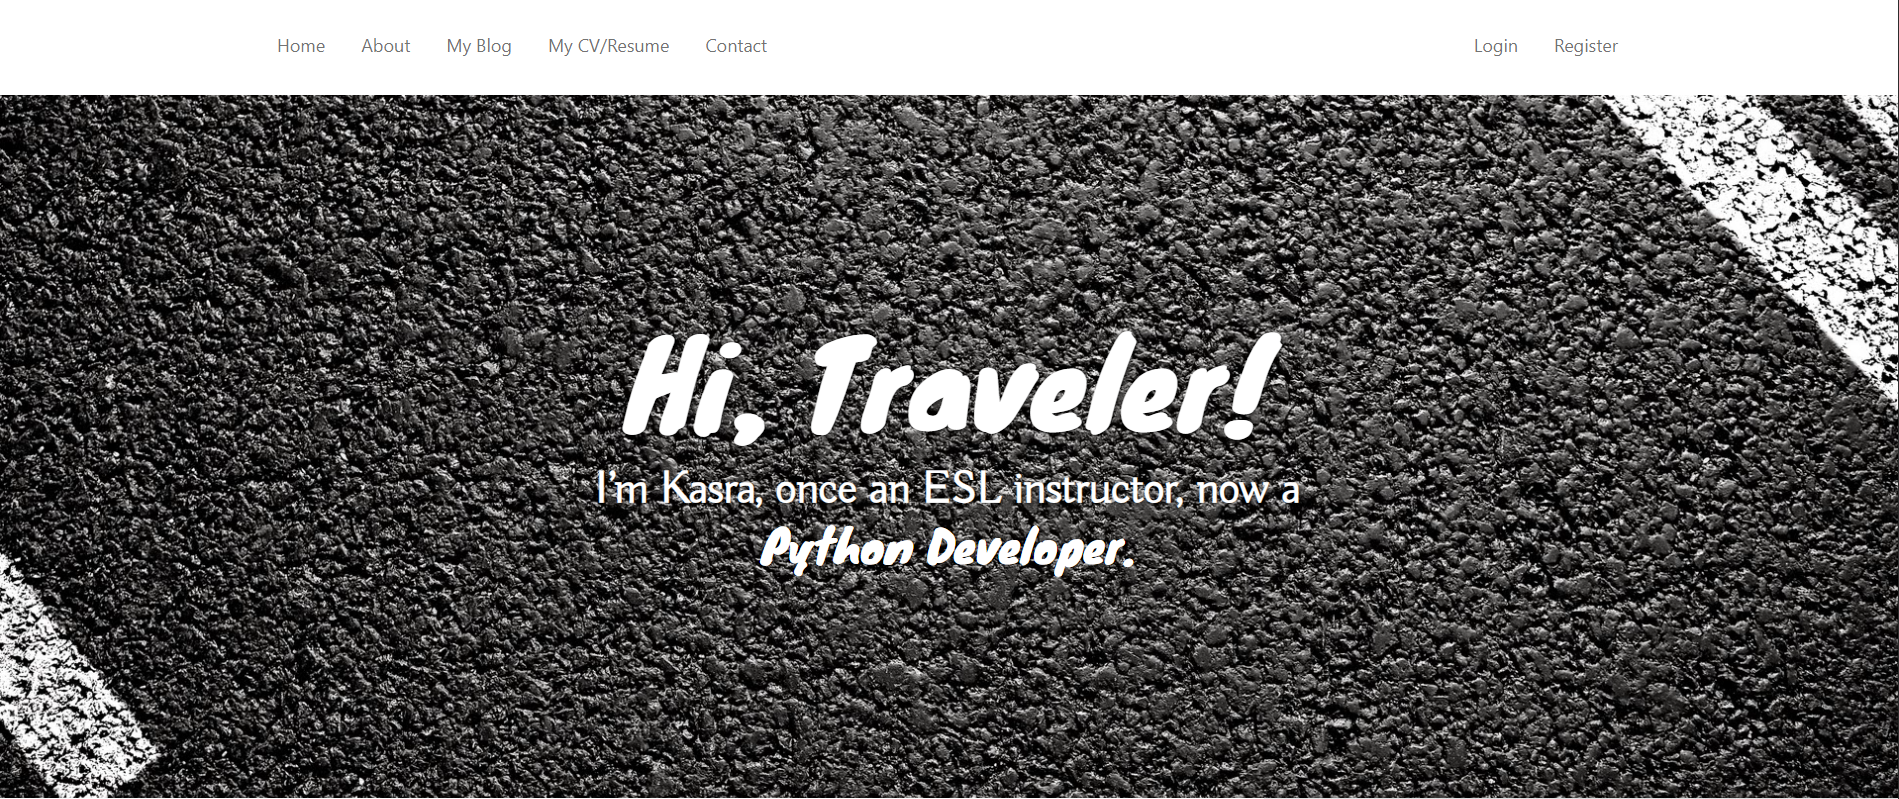 Home About My Blog My CV/Resume Contact Login Register
Hi, Traveler!
I'm Kasra, once an ESL instructor, now a
Python Developer.